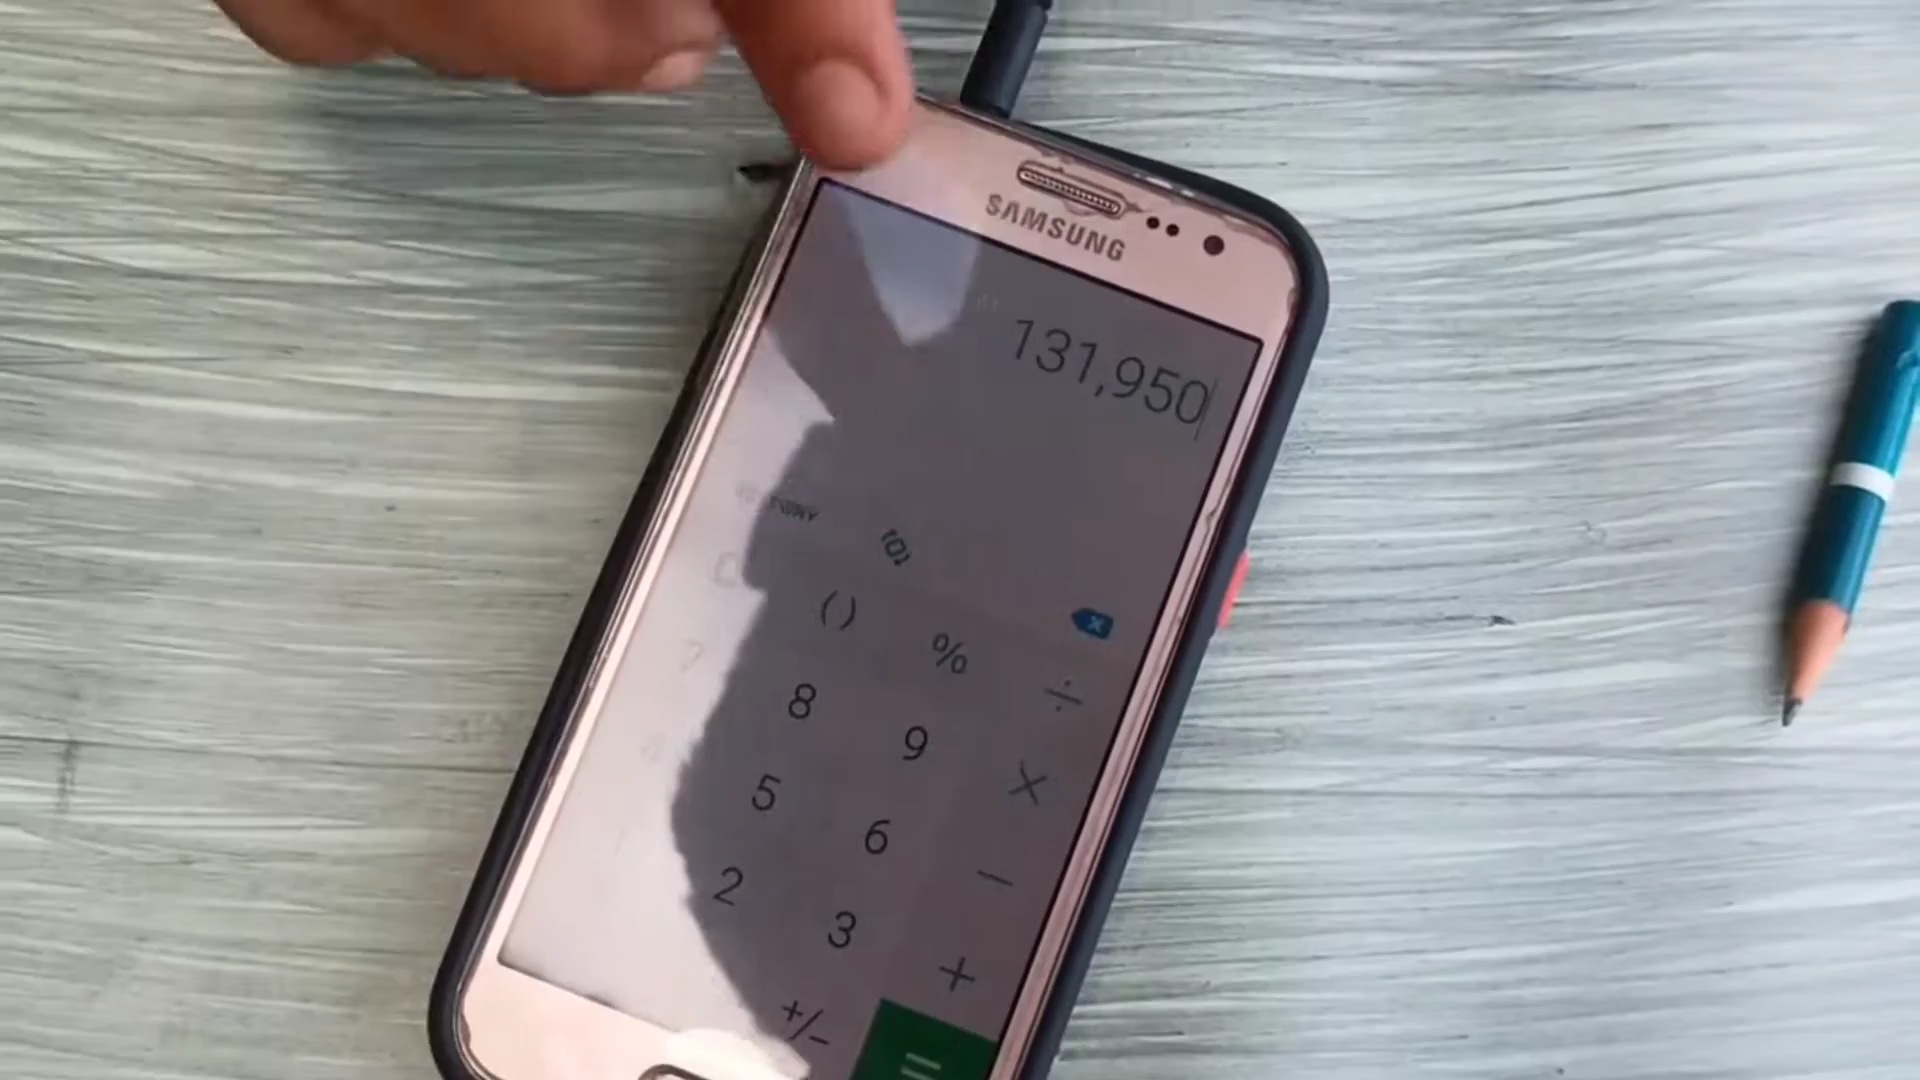 SAMSUNG
131,950
( ) %
÷
8 9 ×
5 6 −
2 3 +
+/− =